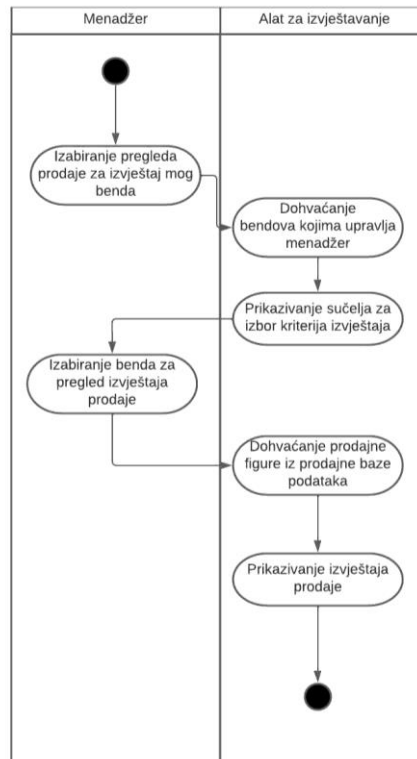 Menadžer
Alat za izvještavanje
Izabiranje pregleda
prodaje za izvještaj mog
benda
Dohvaćanje
bendova kojima upravlja
menadžer
Prikazivanje sučelja za
izbor kriterija izvještaja
Izabiranje benda za
pregled izvještaja
prodaje
Dohvaćanje prodajne
figure iz prodajne baze
podataka
Prikazivanje izvještaja
prodaje